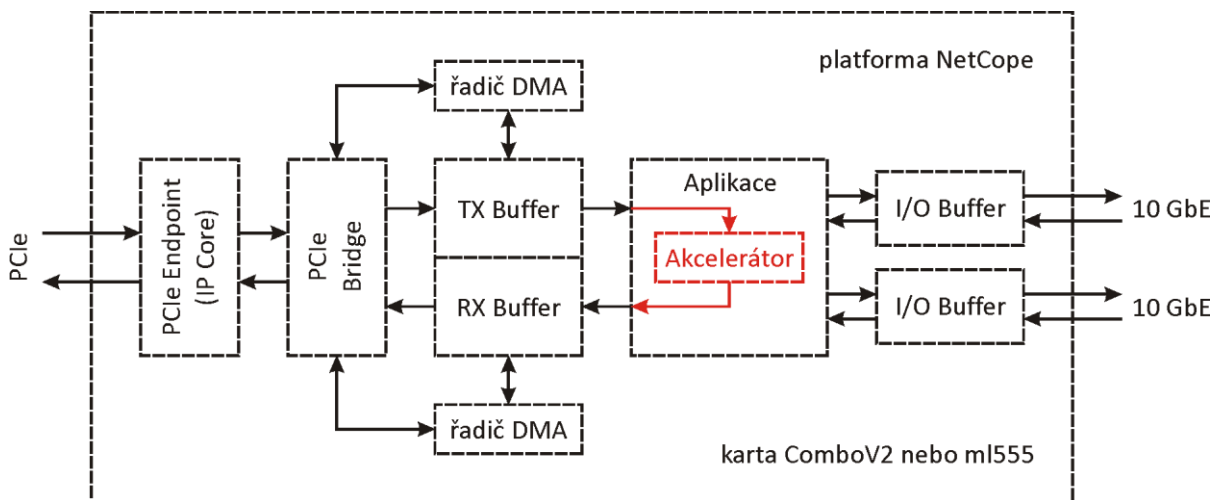 platforma NetCope
řadič DMA
PCIe
PCIe Endpoint
(IP Core)
PCIe
Bridge
TX Buffer
RX Buffer
Aplikace
Akcelerátor
I/O Buffer
10 GbE
I/O Buffer
10 GbE
řadič DMA
karta ComboV2 nebo ml555